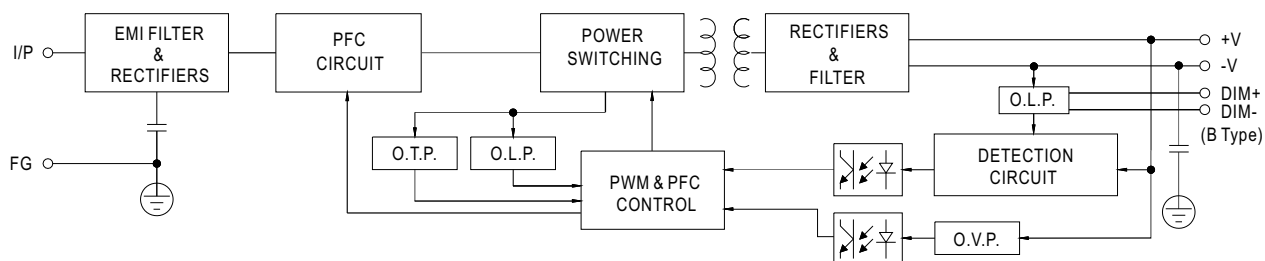 I/P
EMI FILTER
&
RECTIFIERS
PFC
CIRCUIT
POWER
SWITCHING
RECTIFIERS
&
FILTER
+V
-V
O.L.P.
DIM+
DIM-
(B Type)
FG
O.T.P.
O.L.P.
PWM & PFC
CONTROL
DETECTION
CIRCUIT
O.V.P.